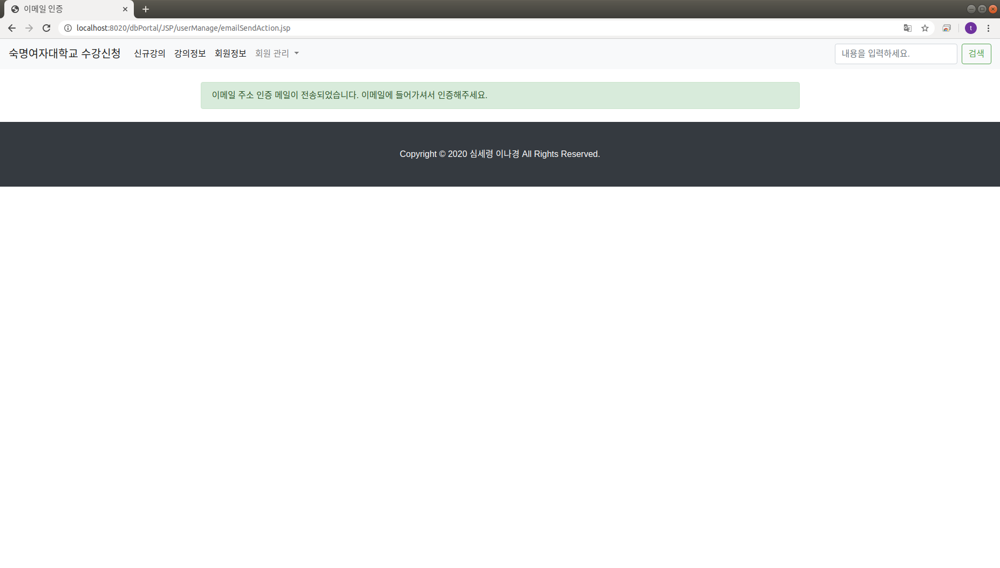 이메일 인증
localhost:8020/dbPortal/JSP/userManage/emailSendAction.jsp
t
숙명여자대학교 수강신청 신규강의 강의정보 회원정보 회원 관리 내용을 입력하세요. 검색
이메일 주소 인증 메일이 전송되었습니다. 이메일에 들어가셔서 인증해주세요.
Copyright © 2020 심세령 이나경 All Rights Reserved.